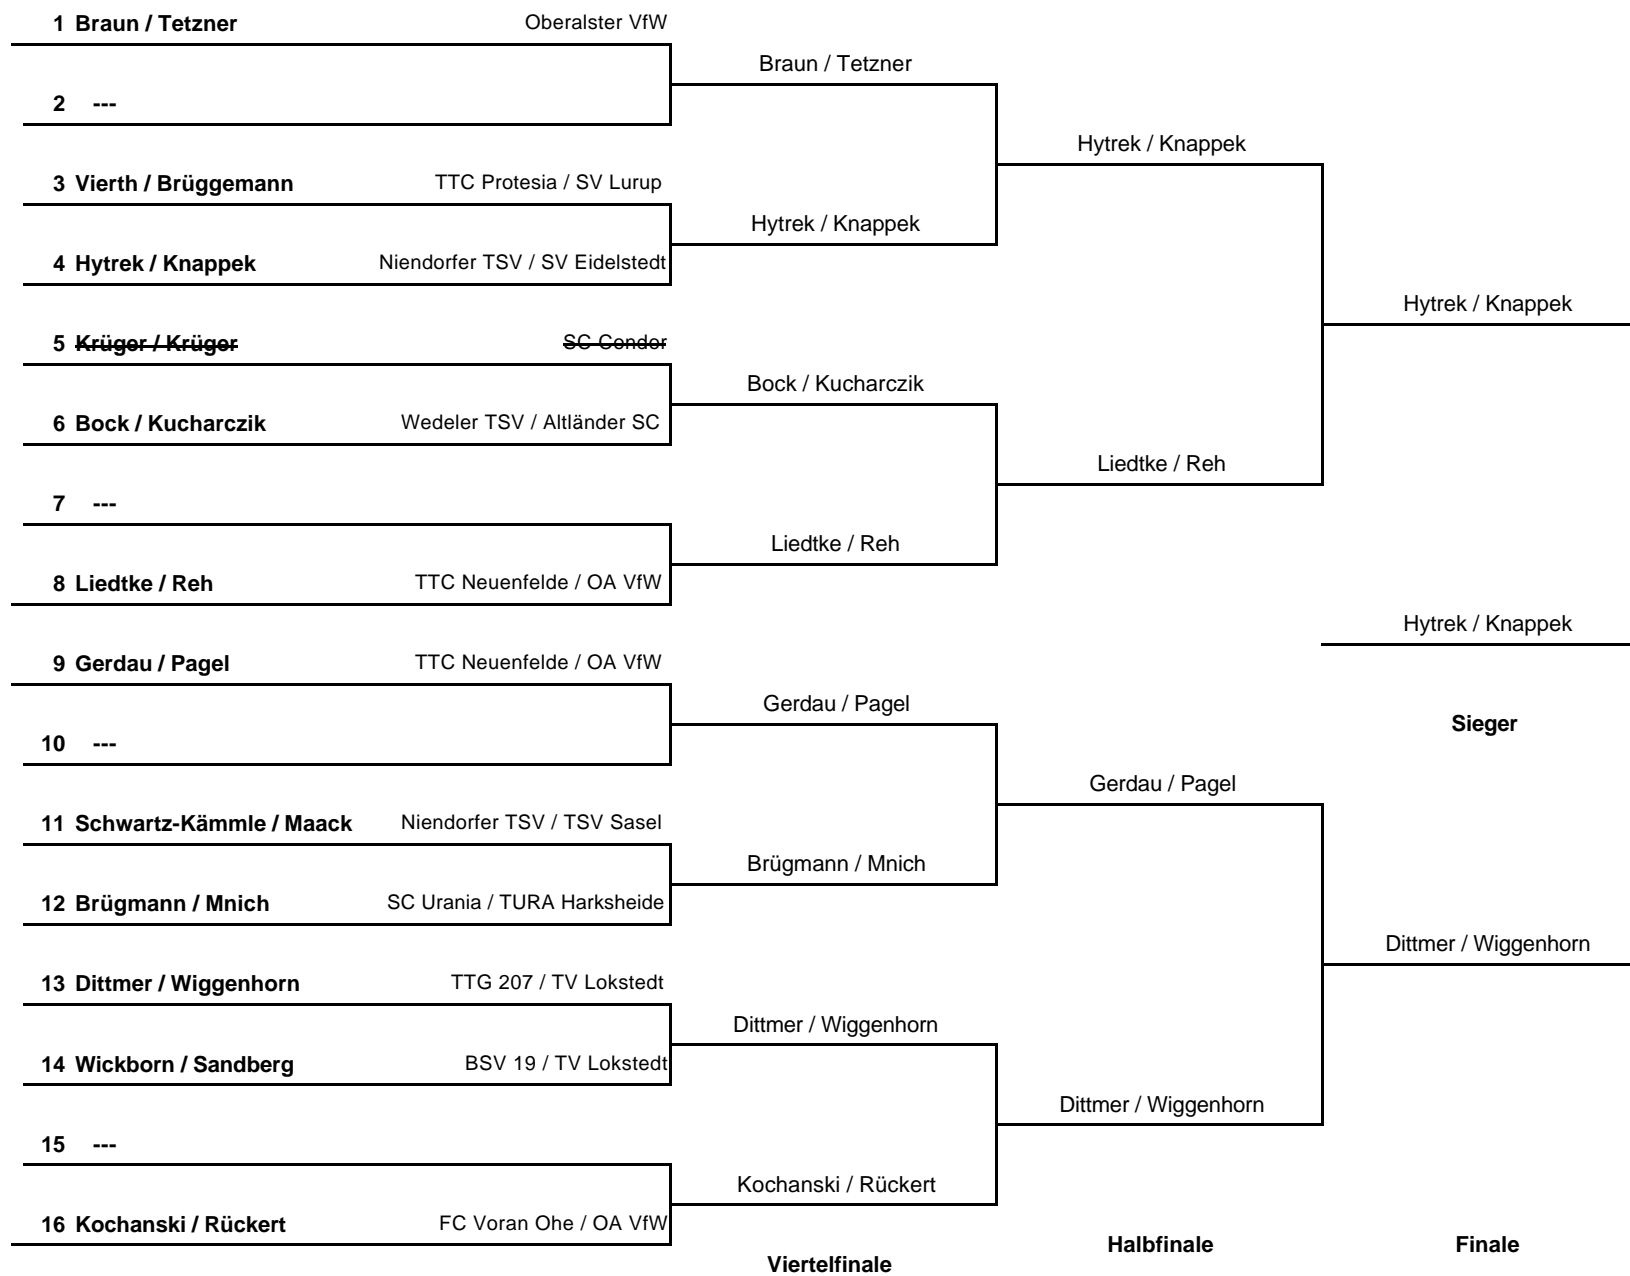 1 Braun / Tetzner Oberalster VfW
Braun / Tetzner
2 ---
Hytrek / Knappek
3 Vierth / Brüggemann TTC Protesia / SV Lurup
Hytrek / Knappek
4 Hytrek / Knappek Niendorfer TSV / SV Eidelstedt
Hytrek / Knappek
5 Krüger / Krüger SC Condor
Bock / Kucharczik
6 Bock / Kucharczik Wedeler TSV / Altländer SC
Liedtke / Reh
7 ---
Liedtke / Reh
8 Liedtke / Reh TTC Neuenfelde / OA VfW
Hytrek / Knappek
9 Gerdau / Pagel TTC Neuenfelde / OA VfW
Gerdau / Pagel
Sieger
10 ---
Gerdau / Pagel
11 Schwartz-Kämmle / Maack Niendorfer TSV / TSV Sasel
Brügmann / Mnich
12 Brügmann / Mnich SC Urania / TURA Harksheide
Dittmer / Wiggenhorn
13 Dittmer / Wiggenhorn TTG 207 / TV Lokstedt
Dittmer / Wiggenhorn
14 Wickborn / Sandberg BSV 19 / TV Lokstedt
Dittmer / Wiggenhorn
15 ---
Kochanski / Rückert
16 Kochanski / Rückert FC Voran Ohe / OA VfW
Halbfinale Finale
Viertelfinale